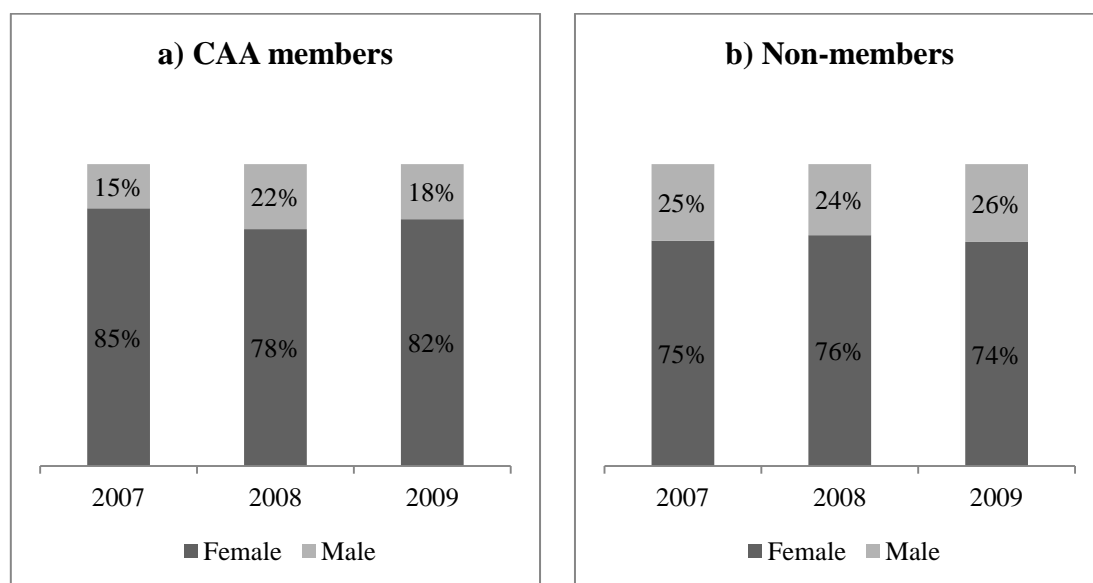 a) CAA members
15% 22% 18%
85% 78% 82%
2007 2008 2009
Female Male
b) Non-members
25% 24% 26%
75% 76% 74%
2007 2008 2009
Female Male